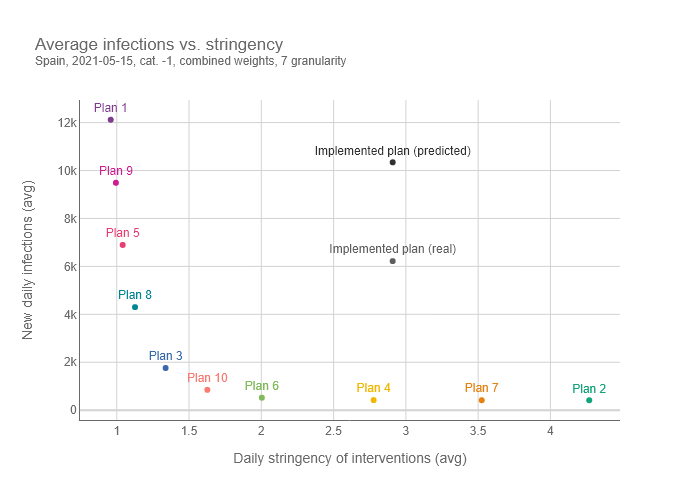 Average infections vs. stringency
Spain, 2021-05-15, cat. -1, combined weights, 7 granularity
Plan 1
12k
Implemented plan (predicted)
10k
Plan 9
8k
Plan 5
Implemented plan (real)
6k
Plan 8
4k
Plan 3
2k
Plan 10
Plan 6
Plan 4
Plan 7
Plan 2
0
New daily infections (avg)
1
1.5
2
2.5
3
3.5
4
Daily stringency of interventions (avg)